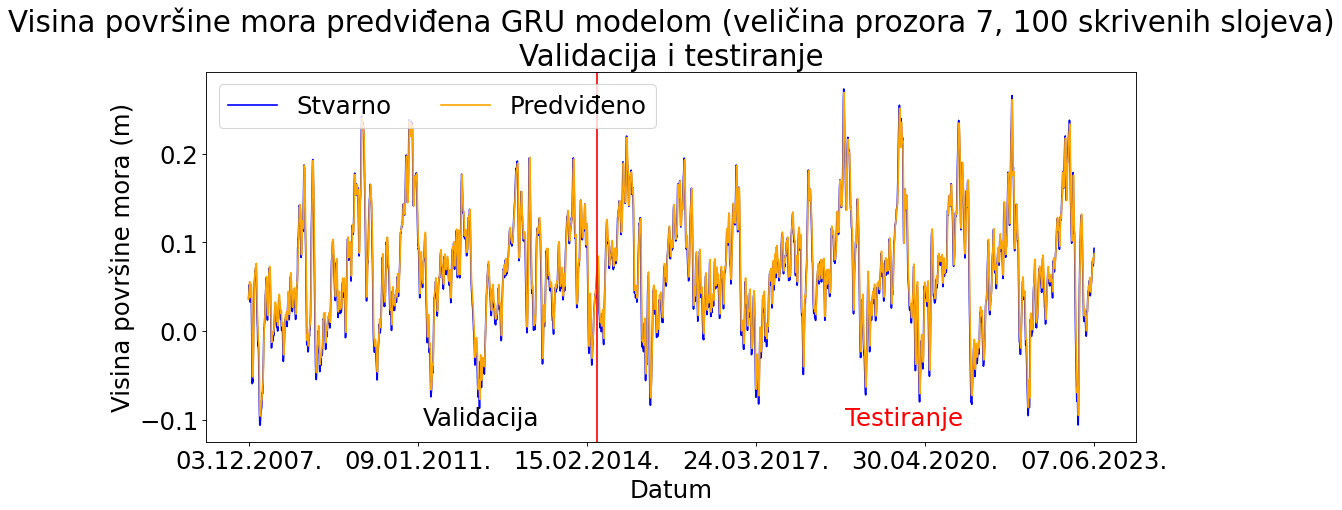 Visina površine mora predviđena GRU modelom (veličina prozora 7, 100 skrivenih slojeva)
Validacija i testiranje
Stvarno
Predviđeno
Visina površine mora (m)
0.2
0.1
0.0
−0.1
Validacija
Testiranje
03.12.2007.
09.01.2011.
15.02.2014.
24.03.2017.
30.04.2020.
07.06.2023.
Datum